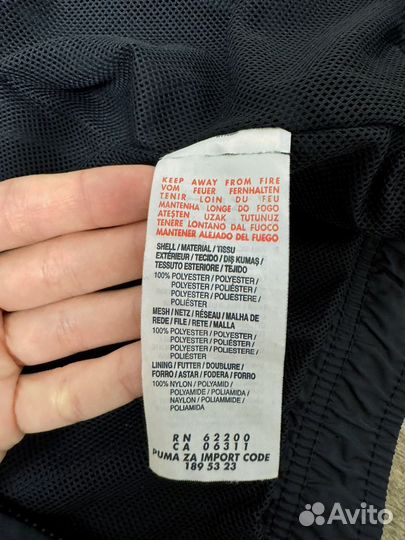 KEEP AWAY FROM FIRE
VOM FEUER FERNHALTEN
TENIR LOIN DU FEU
MANTENHA LONGE DO FOGO
ATEŞTEN UZAK TUTUNUZ
TENERE LONTANO DAL FUOCO
MANTENER ALEJADO DEL FUEGO
SHELL / MATERIAL / TISSU
EXTÉRIEUR / TECIDO / DIŞ KUMAŞ /
TESSUTO ESTERIORE / TEJIDO
100% POLYESTER / POLYESTER /
POLYESTER / POLIÉSTER /
POLYESTER / POLIESTERE /
POLIÉSTER
MESH / NETZ / RÉSEAU / MALHA DE
REDE / FILE / RETE / MALLA
100% POLYESTER / POLYESTER /
POLYESTER / POLIÉSTER /
POLYESTER / POLIESTERE /
POLIÉSTER
LINING / FUTTER / DOUBLURE /
FORRO / ASTAR / FODERA / FORRO
100% NYLON / POLYAMID /
POLYAMIDE / POLIAMIDA /
NAYLON / POLIAMMIDE /
POLIAMIDA
RN 62200
CA 06311
PUMA ZA IMPORT CODE
189 53 23
Avito